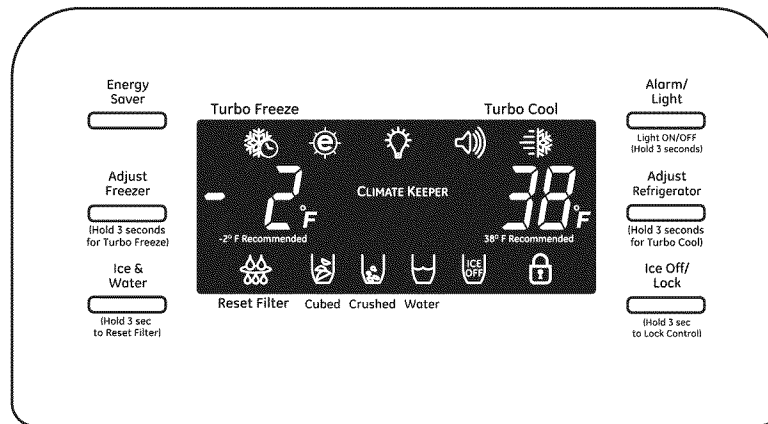 Energy
Saver
Alarm/
Light
Turbo Freeze
Turbo Cool
Light ON/OFF
(Hold 3 seconds)
e
Adjust
Freezer
- 2°F
CLIMATE KEEPER
38°F
Adjust
Refrigerator
(Hold 3 seconds
for Turbo Freeze)
-2° F Recommended
38° F Recommended
(Hold 3 seconds
for Turbo Cool)
Ice &
Water
ICE
OFF
Ice Off/
Lock
Reset Filter
Cubed
Crushed
Water
(Hold 3 sec
to Reset Filter)
(Hold 3 sec
to Lock Control)